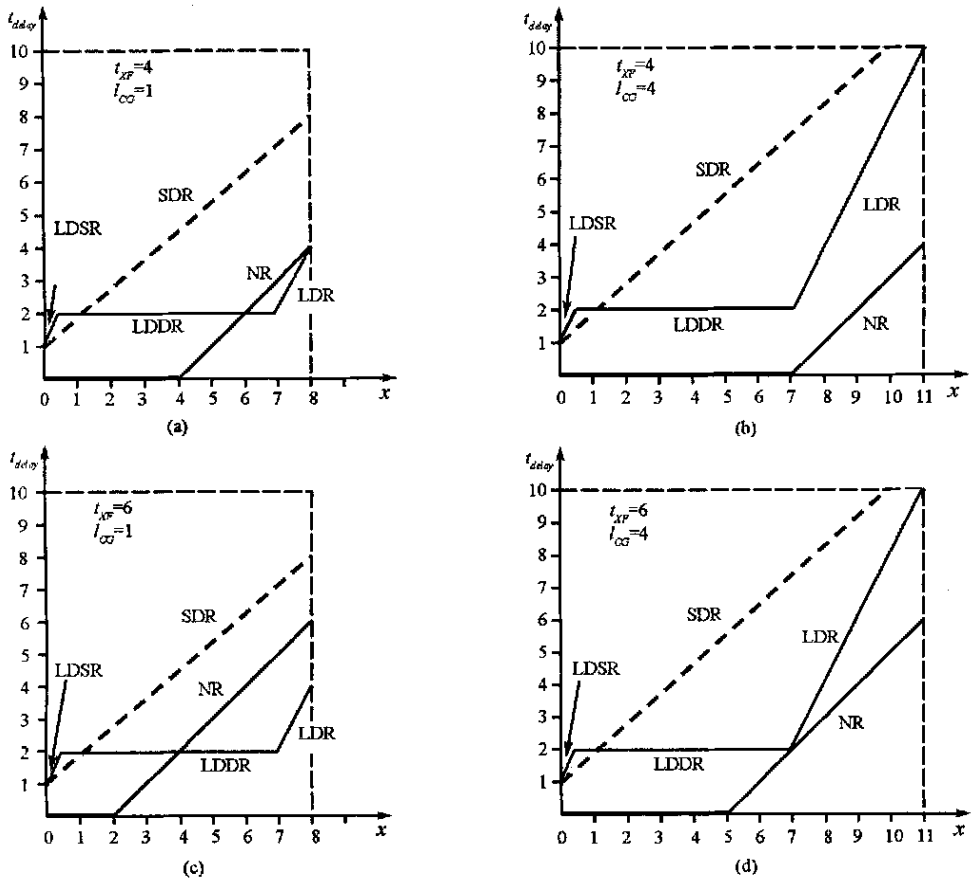 t_delay
10
9
8
7
6
5
4
3
2
1
t_XF=4
l_CG=1
SDR
LDSR
NR
LDR
LDDR
0 1 2 3 4 5 6 7 8 x
(a)
t_delay
10
9
8
7
6
5
4
3
2
1
t_XF=4
l_CG=4
SDR
LDSR
LDR
LDDR
NR
0 1 2 3 4 5 6 7 8 9 10 11 x
(b)
t_delay
10
9
8
7
6
5
4
3
2
1
t_XF=6
l_CG=1
SDR
LDSR
NR
LDR
LDDR
0 1 2 3 4 5 6 7 8 x
(c)
t_delay
10
9
8
7
6
5
4
3
2
1
t_XF=6
l_CG=4
SDR
LDR
LDSR
NR
LDDR
0 1 2 3 4 5 6 7 8 9 10 11 x
(d)